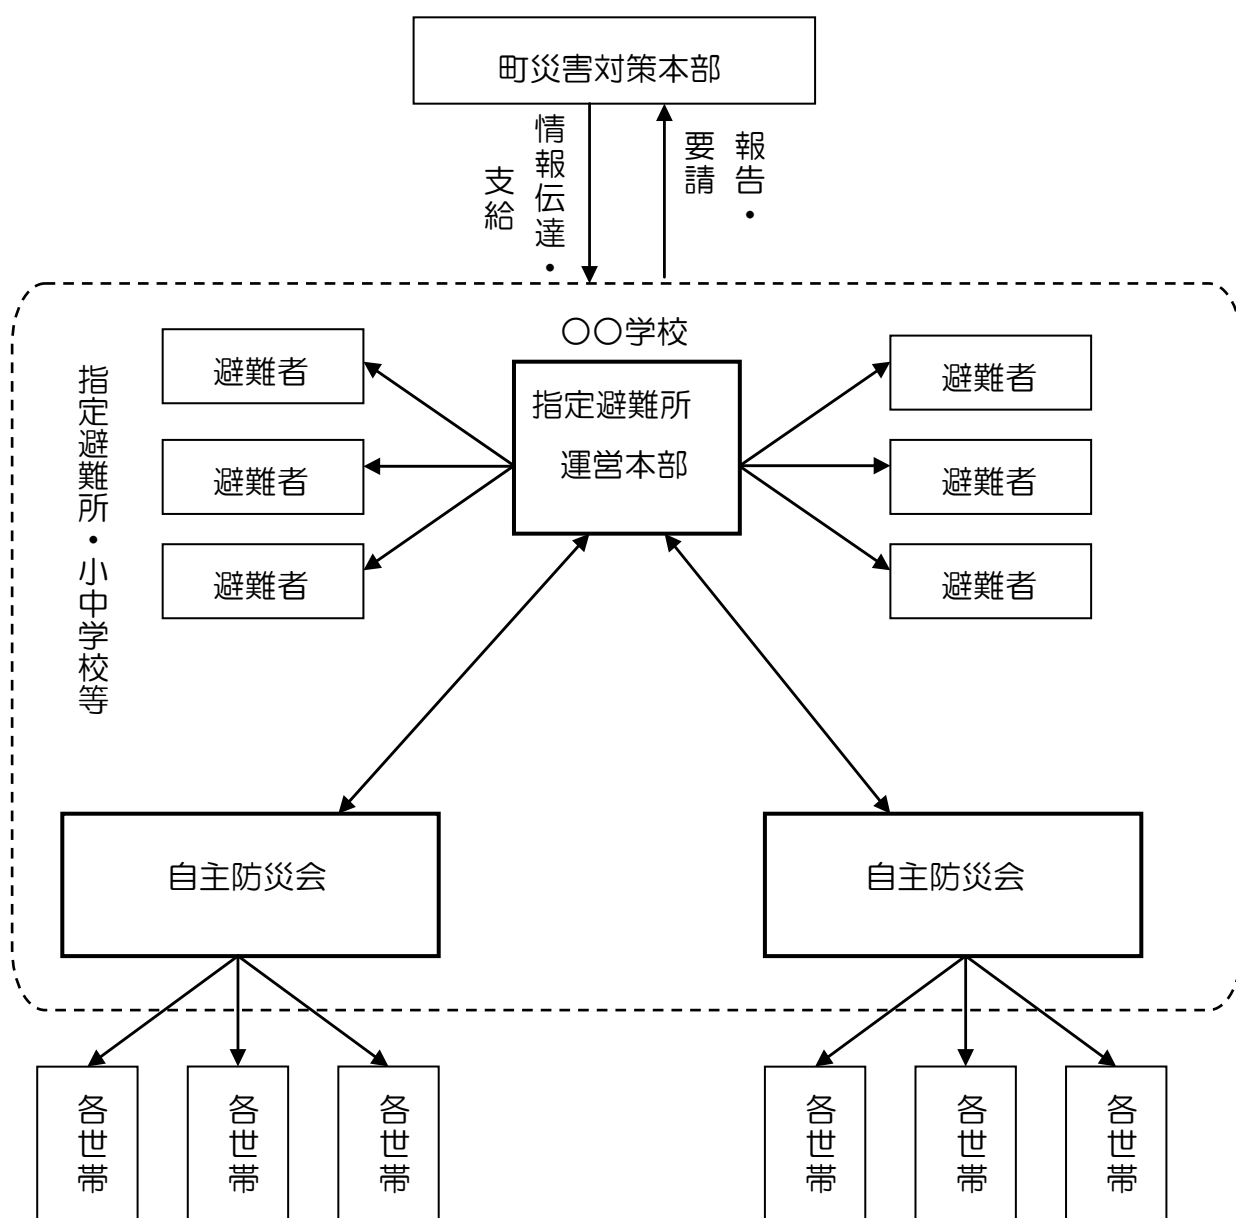 町災害対策本部
情報伝達・
支給
報告・
要請
〇〇学校
指定避難所
運営本部
避難者
避難者
避難者
避難者
避難者
避難者
指定避難所・小中学校等
自主防災会
自主防災会
各世帯
各世帯
各世帯
各世帯
各世帯
各世帯